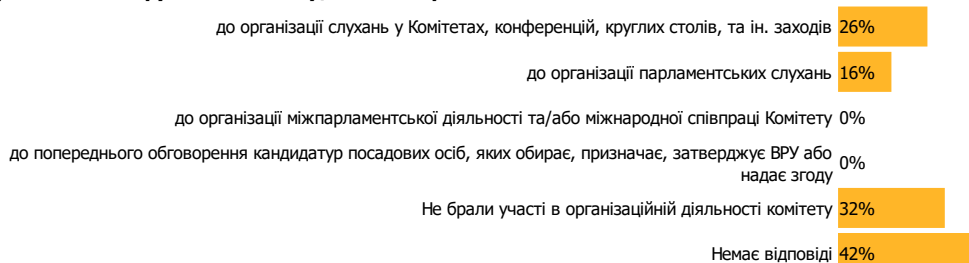 до організації слухань у Комітетах, конференцій, круглих столів, та ін. заходів 26%
до організації парламентських слухань 16%
до організації міжпарламентської діяльності та/або міжнародної співпраці Комітету 0%
до попереднього обговорення кандидатур посадових осіб, яких обирає, призначає, затверджує ВРУ або
надає згоду 0%
Не брали участі в організаційній діяльності комітету 32%
Немає відповіді 42%